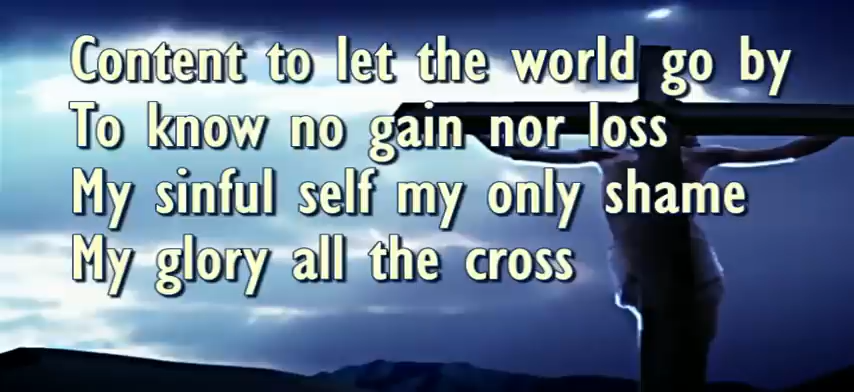 Content to let the world go by
To know no gain nor loss
My sinful self my only shame
My glory all the cross